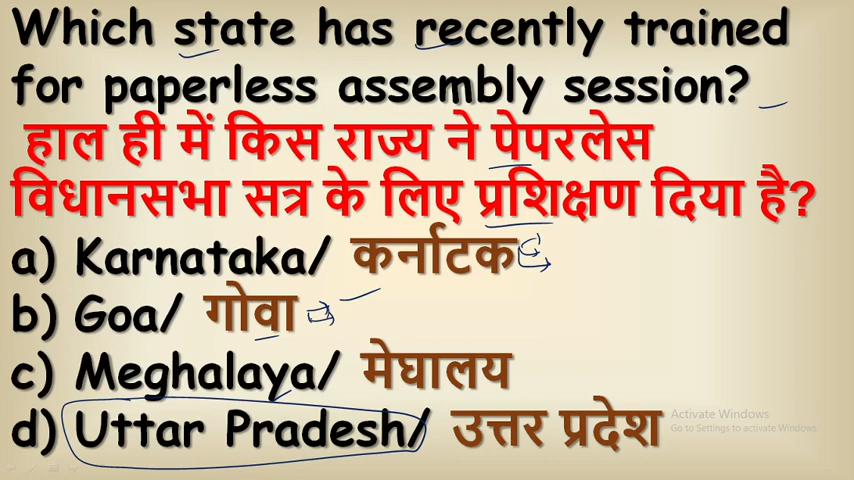 Which state has recently trained
for paperless assembly session?
हाल ही में किस राज्य ने पेपरलेस
विधानसभा सत्र के लिए प्रशिक्षण दिया है?
a) Karnataka/ कर्नाटक
b) Goa/ गोवा
c) Meghalaya/ मेघालय
d) Uttar Pradesh/ उत्तर प्रदेश
Activate Windows
Go to Settings to activate Windows.